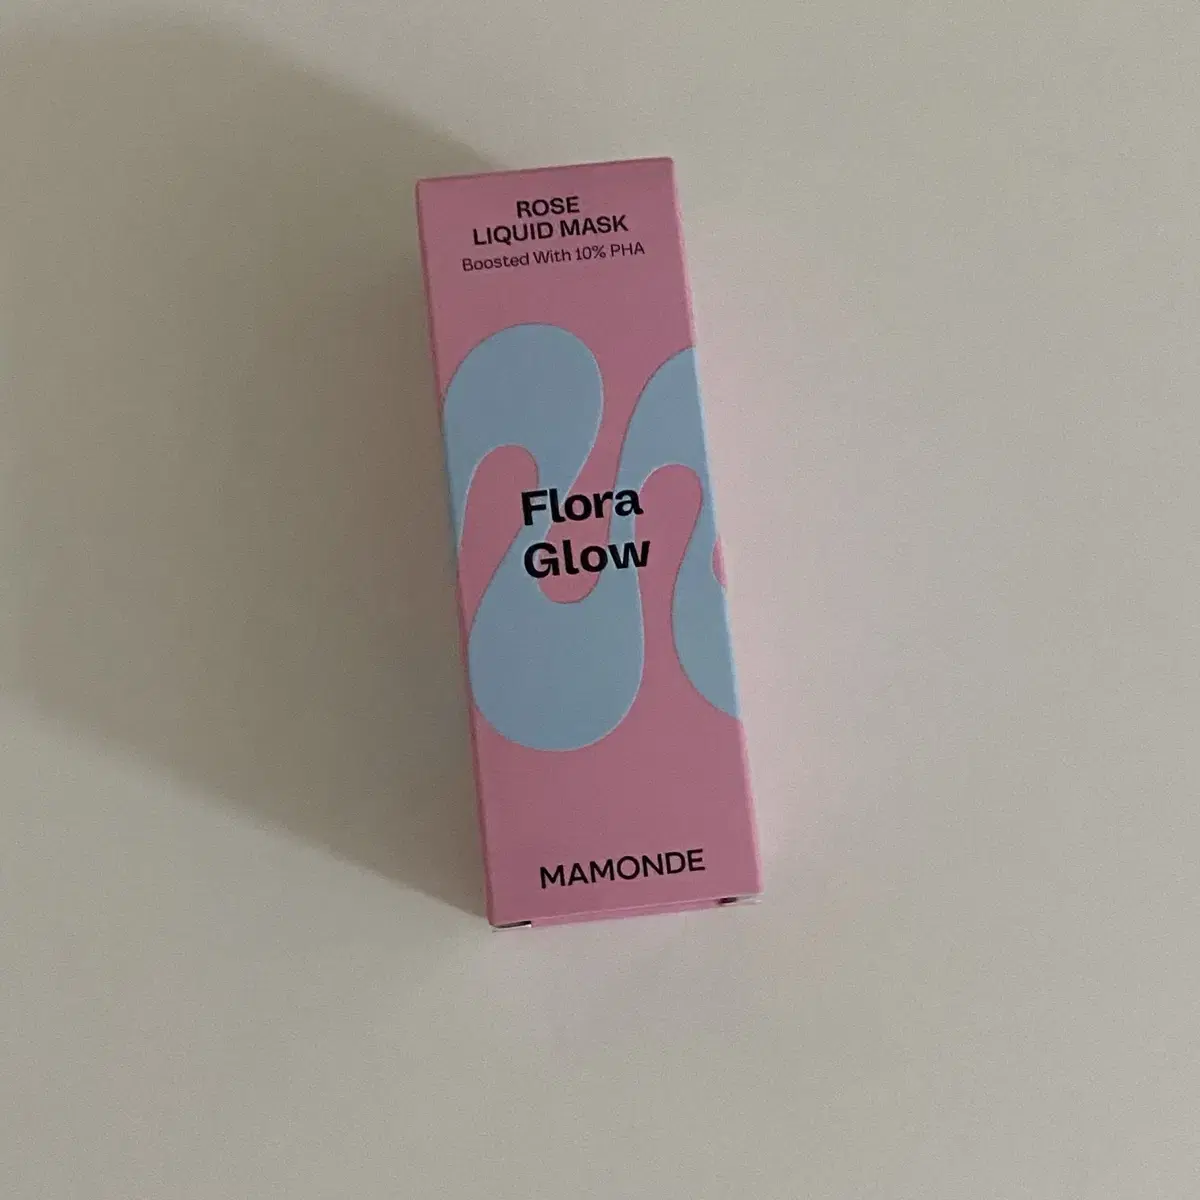 ROSE
LIQUID MASK
Boosted With 10% PHA
Flora
Glow
MAMONDE